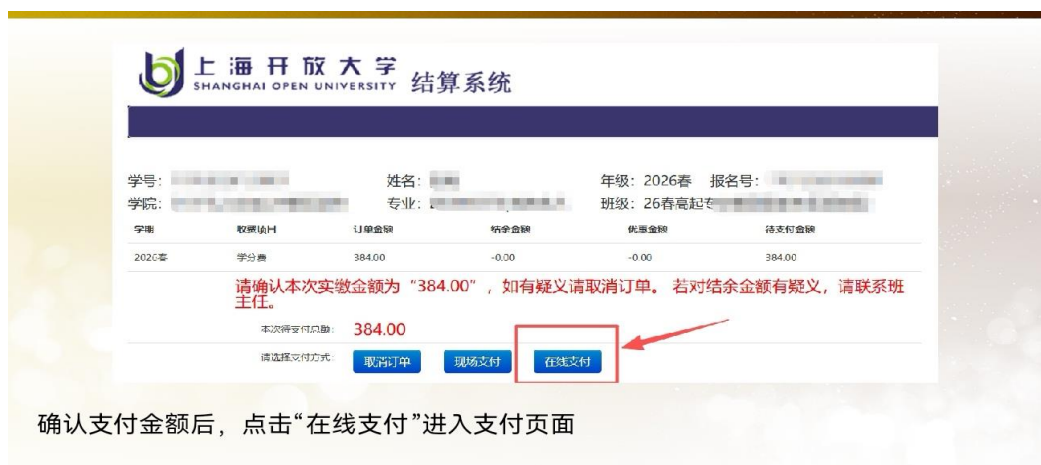 上海开放大学
SHANGHAI OPEN UNIVERSITY
结算系统
学号： 姓名： 年级：2026春 报名号：
学院： 专业： 班级：26春高起专
学期 收费项目 订单金额 结余金额 优惠金额 待支付金额
2026春 学分费 384.00 -0.00 -0.00 384.00
请确认本次实缴金额为“384.00”，如有疑义请取消订单。 若对结余金额有疑义，请联系班
主任。
本次待支付总额： 384.00
请选择支付方式： 取消订单 现场支付 在线支付
确认支付金额后，点击“在线支付”进入支付页面